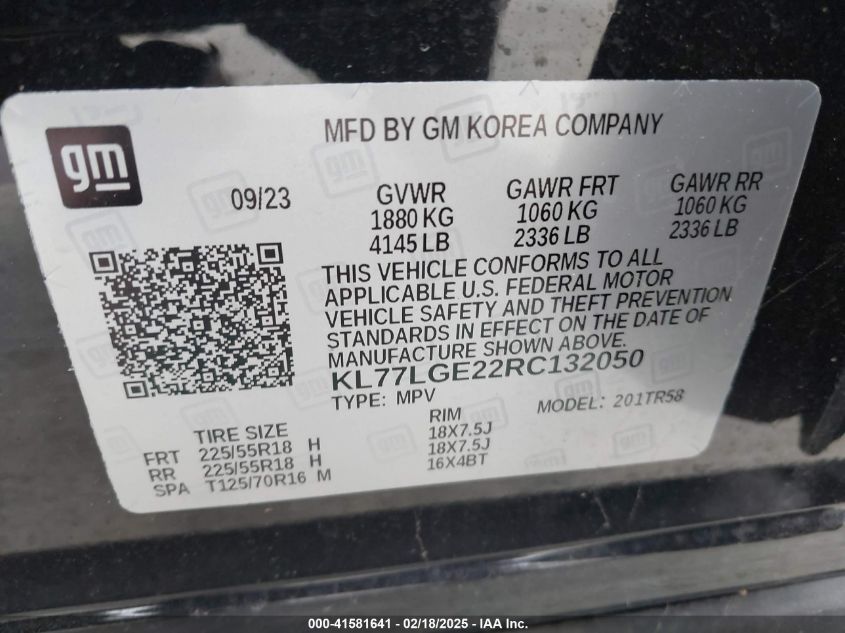 gm
MFD BY GM KOREA COMPANY
09/23
GVWR GAWR FRT GAWR RR
1880 KG 1060 KG 1060 KG
4145 LB 2336 LB 2336 LB
THIS VEHICLE CONFORMS TO ALL
APPLICABLE U.S. FEDERAL MOTOR
VEHICLE SAFETY AND THEFT PREVENTION
STANDARDS IN EFFECT ON THE DATE OF
MANUFACTURE SHOWN ABOVE.
KL77LGE22RC132050
TYPE: MPV MODEL: 201TR58
TIRE SIZE RIM
FRT 225/55R18 H 18X7.5J
RR 225/55R18 H 18X7.5J
SPA T125/70R16 M 16X4BT
000-41581641 - 02/18/2025 - IAA Inc.